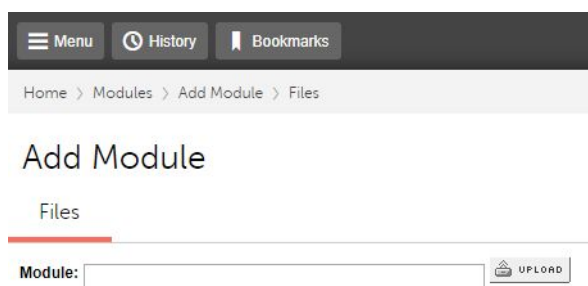 Menu History Bookmarks
Home > Modules > Add Module > Files
Add Module
Files
Module: UPLOAD